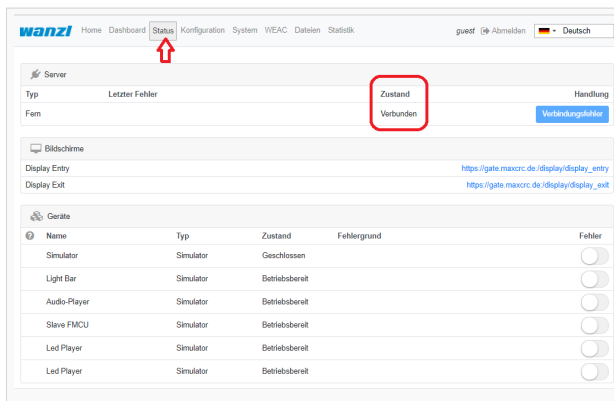 wanzl Home Dashboard Status Konfiguration System WEAC Dateien Statistik guest Abmelden Deutsch
Server
Typ Letzter Fehler Zustand Handlung
Fern Verbunden Verbindungsfehler
Bildschirme
Display Entry https://gate.maxcrc.de:/display/display_entry
Display Exit https://gate.maxcrc.de:/display/display_exit
Geräte
? Name Typ Zustand Fehlergrund Fehler
Simulator Simulator Geschlossen
Light Bar Simulator Betriebsbereit
Audio-Player Simulator Betriebsbereit
Slave FMCU Simulator Betriebsbereit
Led Player Simulator Betriebsbereit
Led Player Simulator Betriebsbereit